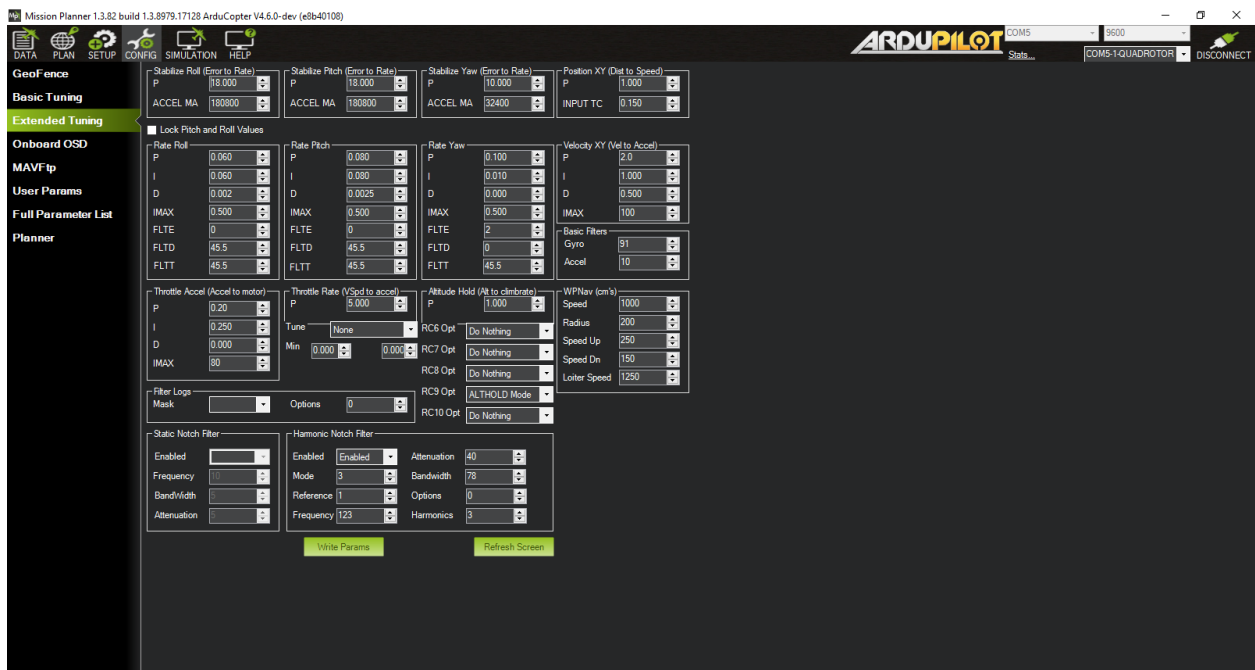 Mission Planner 1.3.82 build 1.3.8979.17128 ArduCopter V4.6.0-dev (e8b40108)
DATA PLAN SETUP CONFIG SIMULATION HELP
ARDUPILOT
COM5 9600
Stats... COM5-1-QUADROTOR DISCONNECT
GeoFence
Basic Tuning
Extended Tuning
Onboard OSD
MAVFtp
User Params
Full Parameter List
Planner
Stabilize Roll (Error to Rate)
P 18.000
ACCEL MA 180800
Stabilize Pitch (Error to Rate)
P 18.000
ACCEL MA 180800
Stabilize Yaw (Error to Rate)
P 10.000
ACCEL MA 32400
Position XY (Dist to Speed)
P 1.000
INPUT TC 0.150
Lock Pitch and Roll Values
Rate Roll
P 0.060
I 0.060
D 0.002
IMAX 0.500
FLTE 0
FLTD 45.5
FLTT 45.5
Rate Pitch
P 0.080
I 0.080
D 0.0025
IMAX 0.500
FLTE 0
FLTD 45.5
FLTT 45.5
Rate Yaw
P 0.100
I 0.010
D 0.000
IMAX 0.500
FLTE 2
FLTD 0
FLTT 45.5
Velocity XY (Vel to Accel)
P 2.0
I 1.000
D 0.500
IMAX 100
Basic Filters
Gyro 91
Accel 10
Throttle Accel (Accel to motor)
P 0.20
I 0.250
D 0.000
IMAX 80
Throttle Rate (VSpd to accel)
P 5.000
Tune None
Min 0.000 0.000
Altitude Hold (Alt to climbrate)
P 1.000
RC6 Opt Do Nothing
RC7 Opt Do Nothing
RC8 Opt Do Nothing
RC9 Opt ALTHOLD Mode
RC10 Opt Do Nothing
WPNav (cm's)
Speed 1000
Radius 200
Speed Up 250
Speed Dn 150
Loiter Speed 1250
Filter Logs
Mask Options 0
Static Notch Filter
Enabled
Frequency 10
BandWidth 5
Attenuation 5
Harmonic Notch Filter
Enabled Enabled Attenuation 40
Mode 3 Bandwidth 78
Reference 1 Options 0
Frequency 123 Harmonics 3
Write Params Refresh Screen